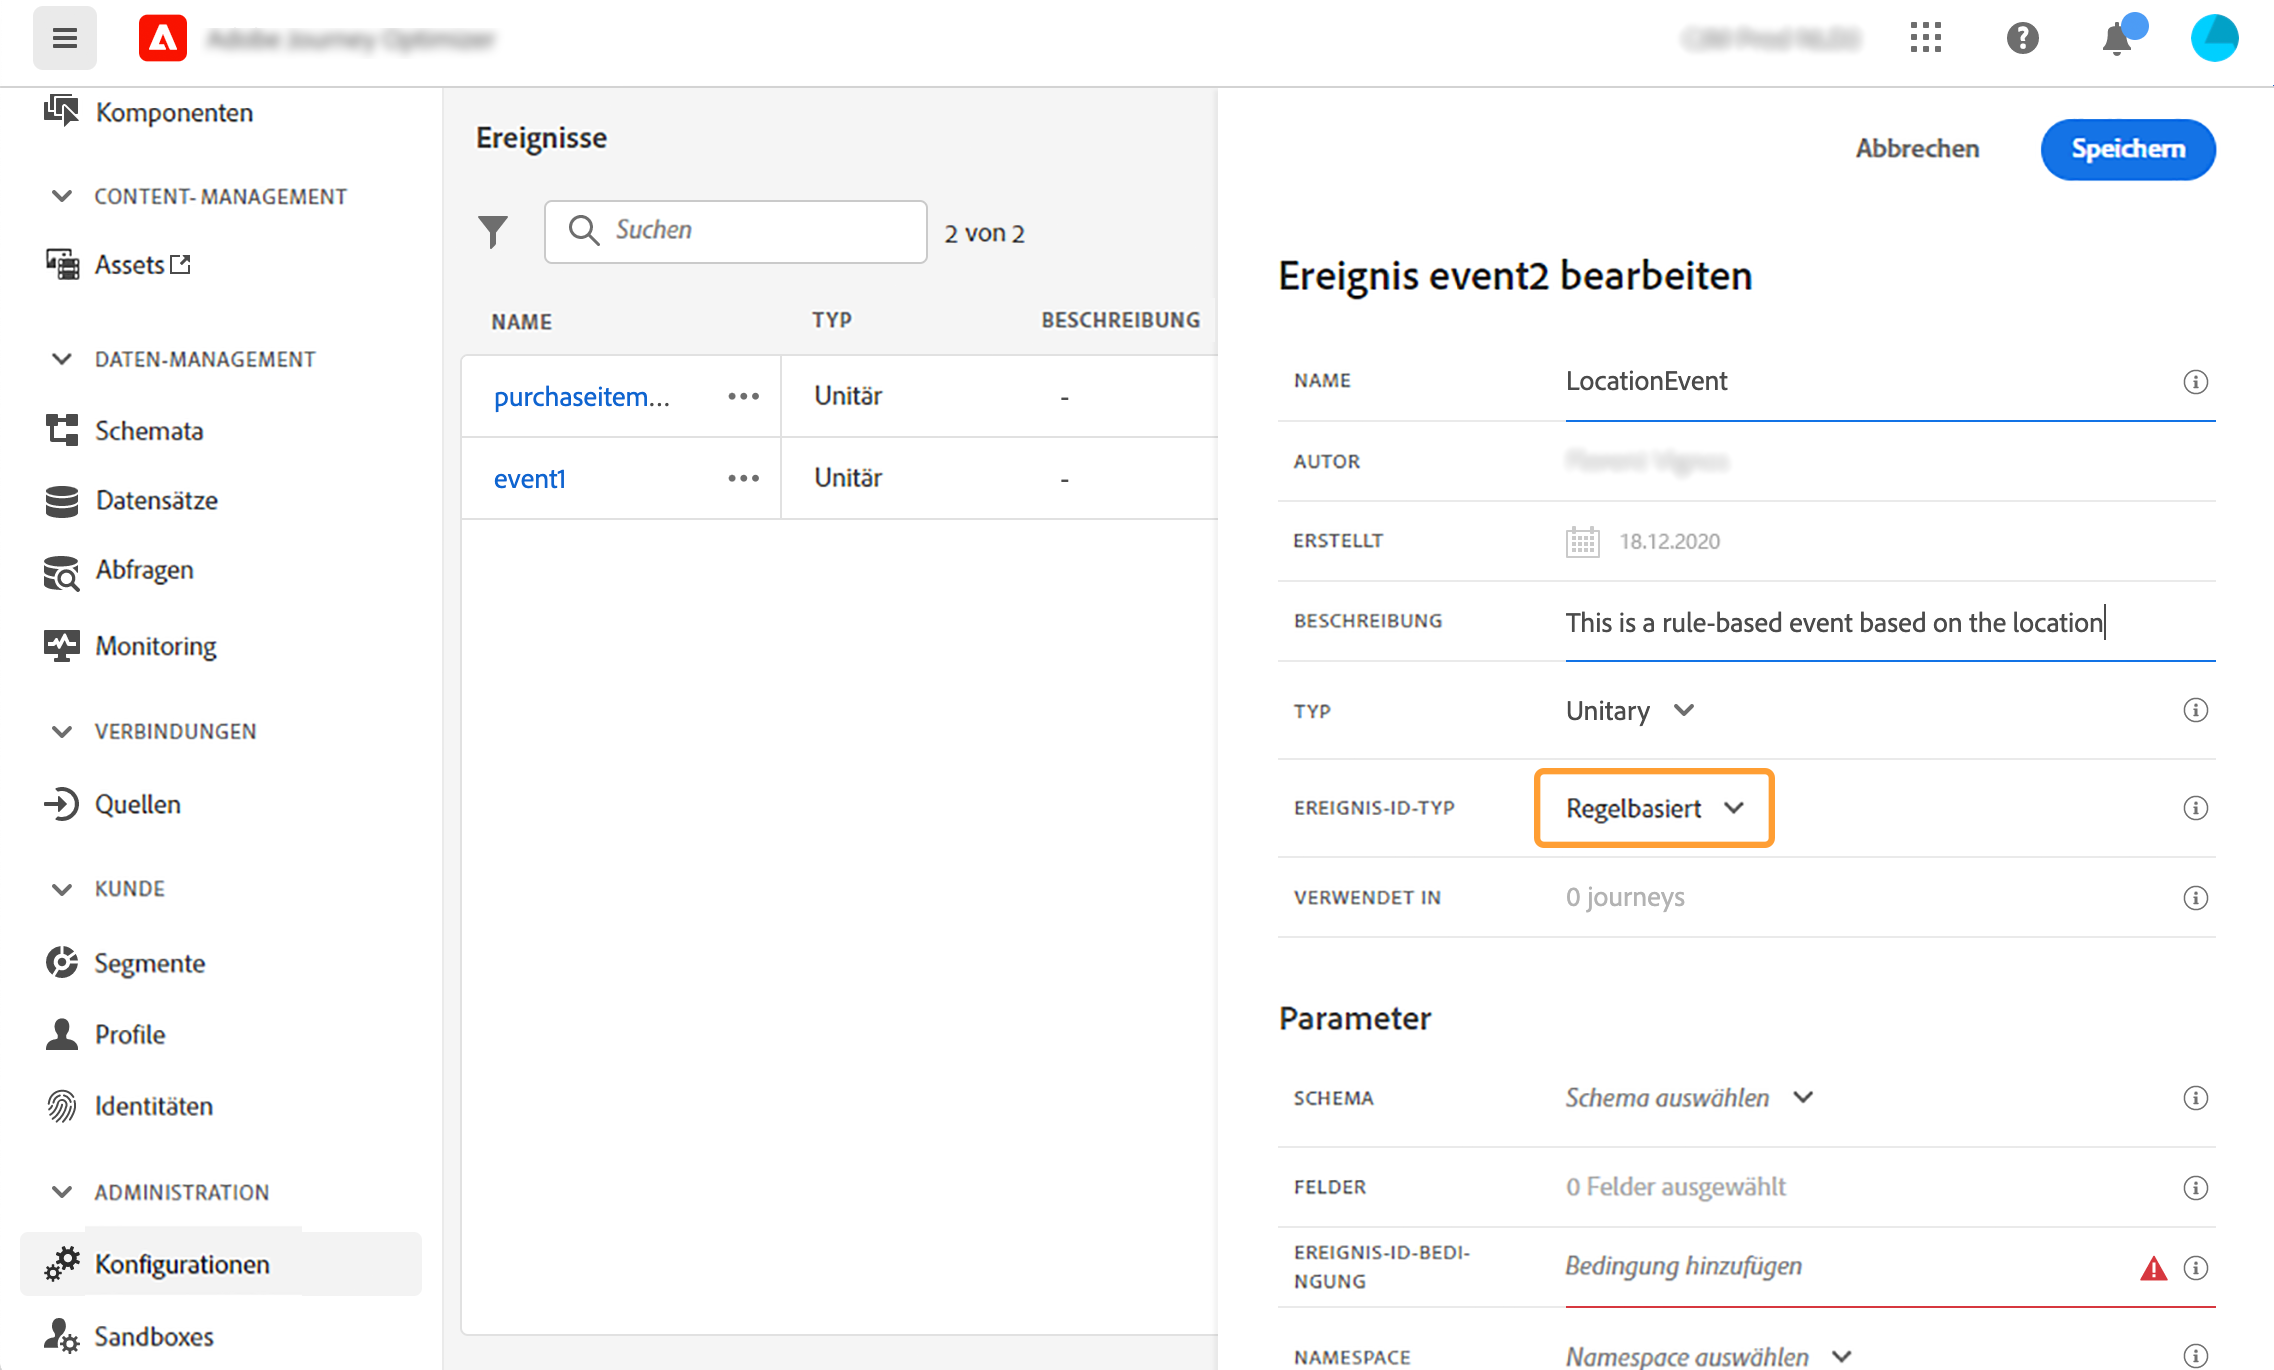 Komponenten
CONTENT- MANAGEMENT
Assets
DATEN-MANAGEMENT
Schemata
Datensätze
Abfragen
Monitoring
VERBINDUNGEN
Quellen
KUNDE
Segmente
Profile
Identitäten
ADMINISTRATION
Konfigurationen
Sandboxes
Ereignisse
Suchen
2 von 2
NAME TYP BESCHREIBUNG
purchaseitem... ••• Unitär -
event1 ••• Unitär -
Abbrechen
Speichern
Ereignis event2 bearbeiten
NAME LocationEvent
AUTOR
ERSTELLT 18.12.2020
BESCHREIBUNG This is a rule-based event based on the location
TYP Unitary
EREIGNIS-ID-TYP Regelbasiert
VERWENDET IN 0 journeys
Parameter
SCHEMA Schema auswählen
FELDER 0 Felder ausgewählt
EREIGNIS-ID-BEDI-
NGUNG Bedingung hinzufügen
NAMESPACE Namespace auswählen